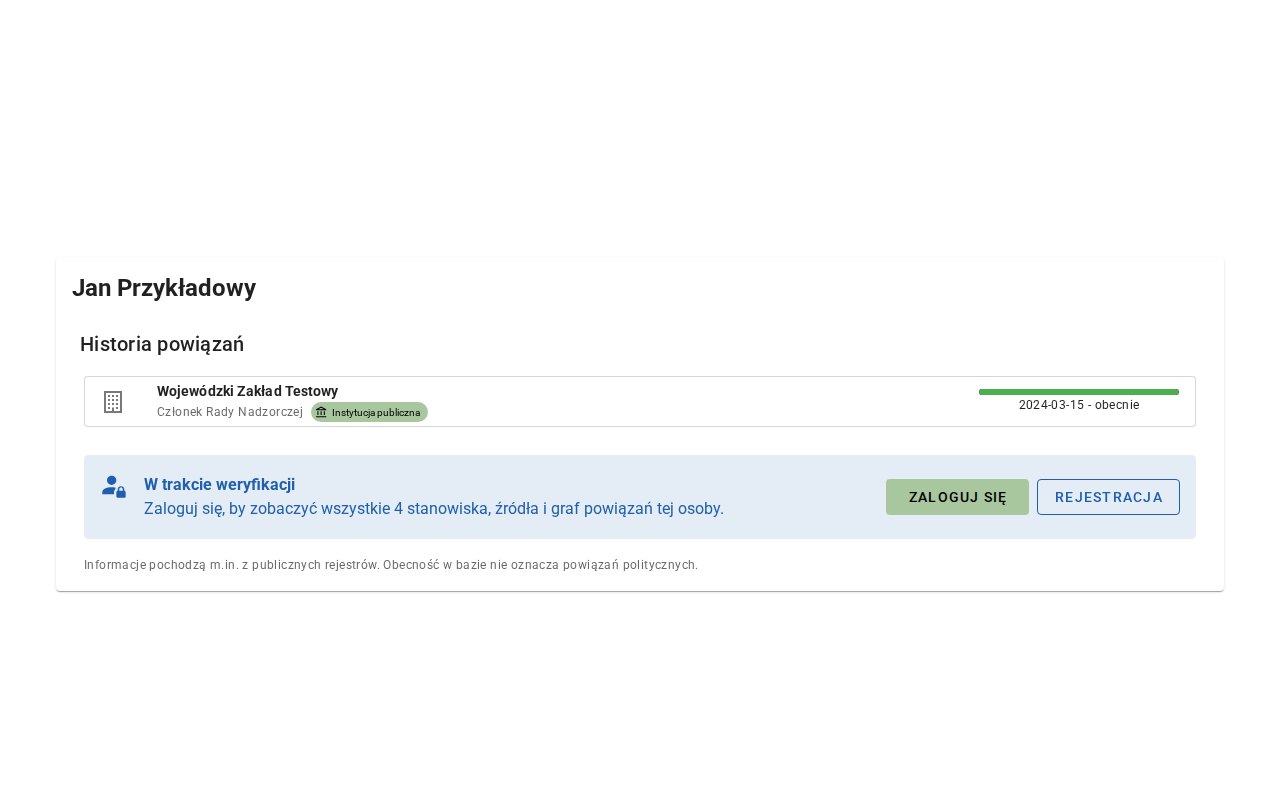 Jan Przykładowy
Historia powiązań
Wojewódzki Zakład Testowy
Członek Rady Nadzorczej Instytucja publiczna
2024-03-15 - obecnie
W trakcie weryfikacji
Zaloguj się, by zobaczyć wszystkie 4 stanowiska, źródła i graf powiązań tej osoby.
ZALOGUJ SIĘ REJESTRACJA
Informacje pochodzą m.in. z publicznych rejestrów. Obecność w bazie nie oznacza powiązań politycznych.